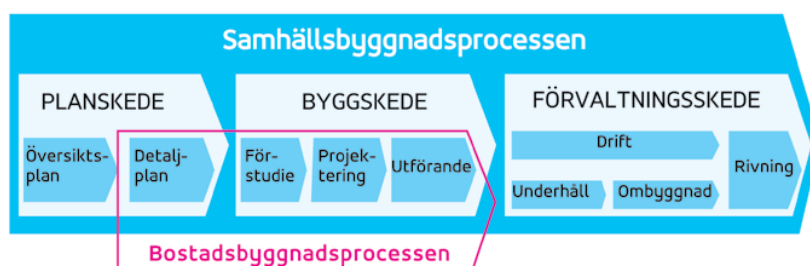 Samhällsbyggnadsprocessen
PLANSKEDE
Översikts-
plan
Detalj-
plan
BYGGSKEDE
För-
studie
Projek-
tering
Utförande
FÖRVALTNINGSSKEDE
Drift
Underhåll
Ombyggnad
Rivning
Bostadsbyggnadsprocessen